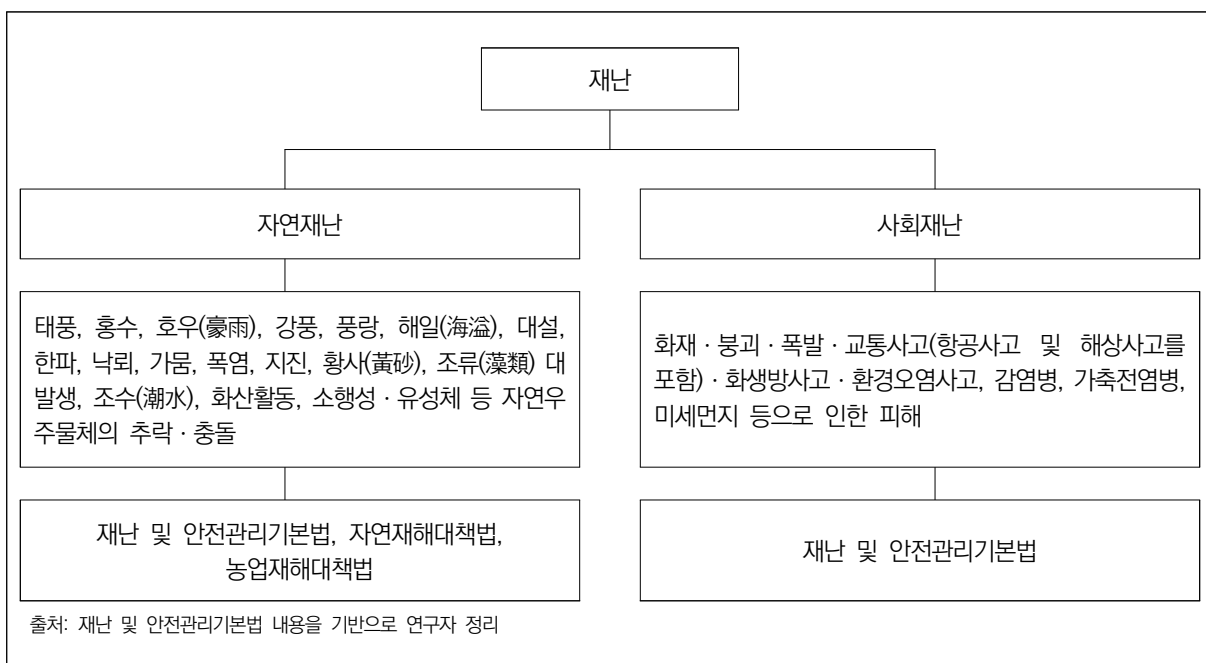 재난
자연재난
사회재난
태풍, 홍수, 호우(豪雨), 강풍, 풍랑, 해일(海溢), 대설,
한파, 낙뢰, 가뭄, 폭염, 지진, 황사(黃砂), 조류(藻類) 대
발생, 조수(潮水), 화산활동, 소행성 · 유성체 등 자연우
주물체의 추락 · 충돌
화재 · 붕괴 · 폭발 · 교통사고(항공사고 및 해상사고를
포함) · 화생방사고 · 환경오염사고, 감염병, 가축전염병,
미세먼지 등으로 인한 피해
재난 및 안전관리기본법, 자연재해대책법,
농업재해대책법
재난 및 안전관리기본법
출처: 재난 및 안전관리기본법 내용을 기반으로 연구자 정리